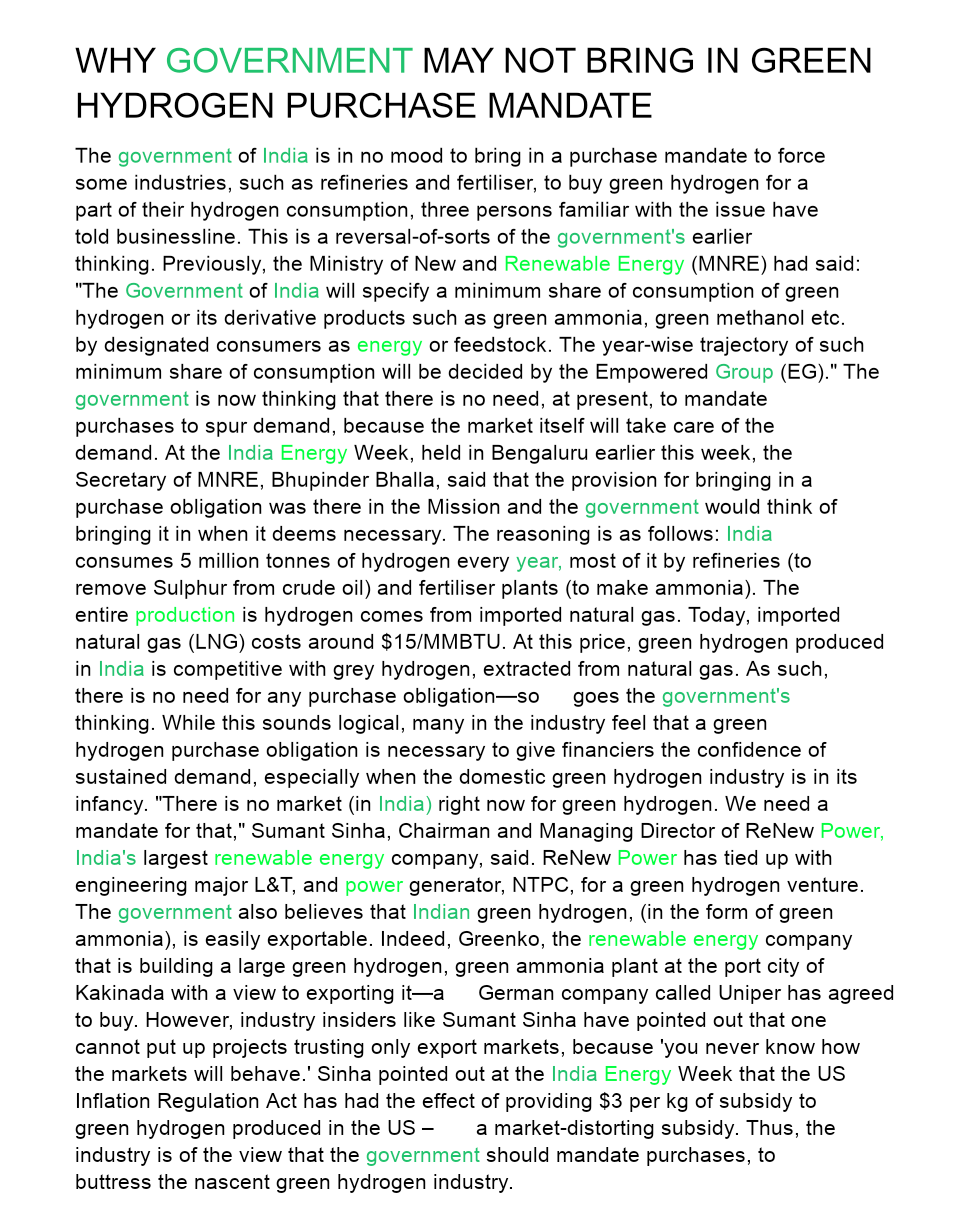 WHY GOVERNMENT MAY NOT BRING IN GREEN
HYDROGEN PURCHASE MANDATE
The government of India is in no mood to bring in a purchase mandate to force
some industries, such as refineries and fertiliser, to buy green hydrogen for a
part of their hydrogen consumption, three persons familiar with the issue have
told businessline. This is a reversal-of-sorts of the government's earlier
thinking. Previously, the Ministry of New and Renewable Energy (MNRE) had said:
"The Government of India will specify a minimum share of consumption of green
hydrogen or its derivative products such as green ammonia, green methanol etc.
by designated consumers as energy or feedstock. The year-wise trajectory of such
minimum share of consumption will be decided by the Empowered Group (EG)." The
government is now thinking that there is no need, at present, to mandate
purchases to spur demand, because the market itself will take care of the
demand. At the India Energy Week, held in Bengaluru earlier this week, the
Secretary of MNRE, Bhupinder Bhalla, said that the provision for bringing in a
purchase obligation was there in the Mission and the government would think of
bringing it in when it deems necessary. The reasoning is as follows: India
consumes 5 million tonnes of hydrogen every year, most of it by refineries (to
remove Sulphur from crude oil) and fertiliser plants (to make ammonia). The
entire production is hydrogen comes from imported natural gas. Today, imported
natural gas (LNG) costs around $15/MMBTU. At this price, green hydrogen produced
in India is competitive with grey hydrogen, extracted from natural gas. As such,
there is no need for any purchase obligation—so goes the government's
thinking. While this sounds logical, many in the industry feel that a green
hydrogen purchase obligation is necessary to give financiers the confidence of
sustained demand, especially when the domestic green hydrogen industry is in its
infancy. "There is no market (in India) right now for green hydrogen. We need a
mandate for that," Sumant Sinha, Chairman and Managing Director of ReNew Power,
India's largest renewable energy company, said. ReNew Power has tied up with
engineering major L&T, and power generator, NTPC, for a green hydrogen venture.
The government also believes that Indian green hydrogen, (in the form of green
ammonia), is easily exportable. Indeed, Greenko, the renewable energy company
that is building a large green hydrogen, green ammonia plant at the port city of
Kakinada with a view to exporting it—a German company called Uniper has agreed
to buy. However, industry insiders like Sumant Sinha have pointed out that one
cannot put up projects trusting only export markets, because 'you never know how
the markets will behave.' Sinha pointed out at the India Energy Week that the US
Inflation Regulation Act has had the effect of providing $3 per kg of subsidy to
green hydrogen produced in the US – a market-distorting subsidy. Thus, the
industry is of the view that the government should mandate purchases, to
buttress the nascent green hydrogen industry.